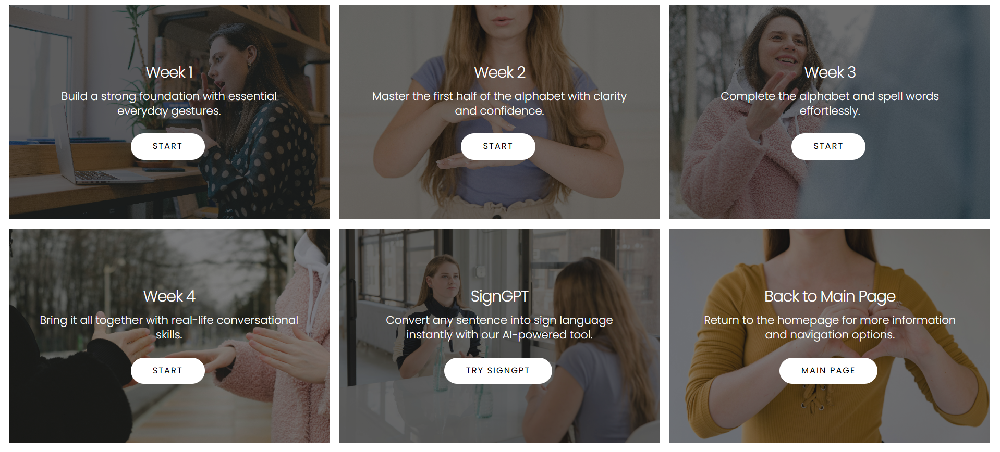 Week 1
Build a strong foundation with essential
everyday gestures.
START
Week 2
Master the first half of the alphabet with clarity
and confidence.
START
Week 3
Complete the alphabet and spell words
effortlessly.
START
Week 4
Bring it all together with real-life conversational
skills.
START
SignGPT
Convert any sentence into sign language
instantly with our AI-powered tool.
TRY SIGNGPT
Back to Main Page
Return to the homepage for more information
and navigation options.
MAIN PAGE